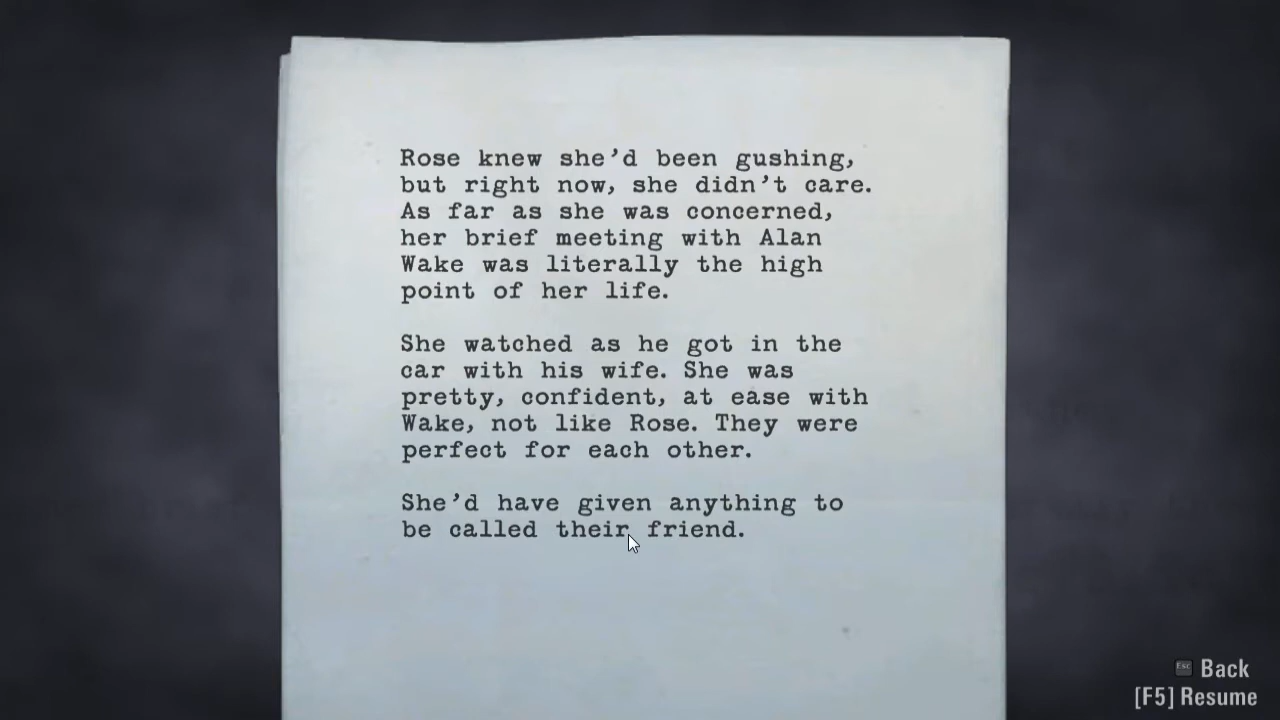 Rose knew she’d been gushing,
but right now, she didn’t care.
As far as she was concerned,
her brief meeting with Alan
Wake was literally the high
point of her life.
She watched as he got in the
car with his wife. She was
pretty, confident, at ease with
Wake, not like Rose. They were
perfect for each other.
She’d have given anything to
be called their friend.
Esc Back
[F5] Resume